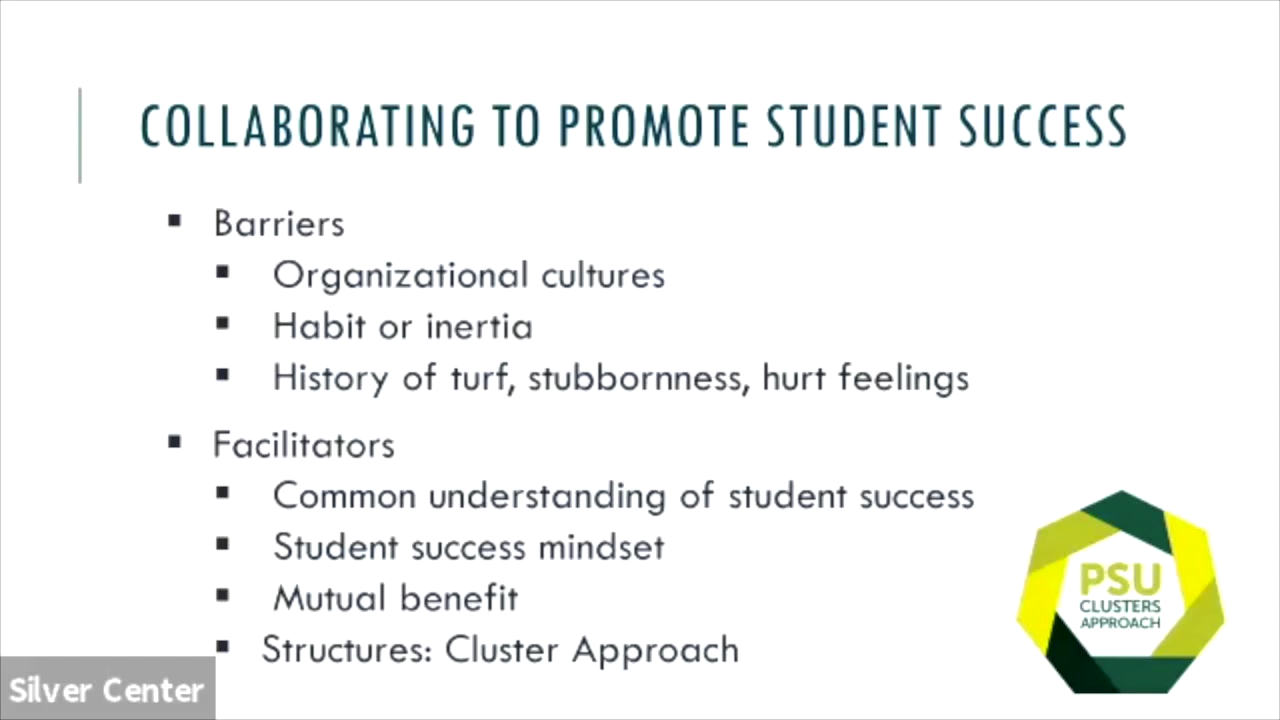 COLLABORATING TO PROMOTE STUDENT SUCCESS
▪ Barriers
▪ Organizational cultures
▪ Habit or inertia
▪ History of turf, stubbornness, hurt feelings
▪ Facilitators
▪ Common understanding of student success
▪ Student success mindset
▪ Mutual benefit
▪ Structures: Cluster Approach
PSU
CLUSTERS
APPROACH
Silver Center